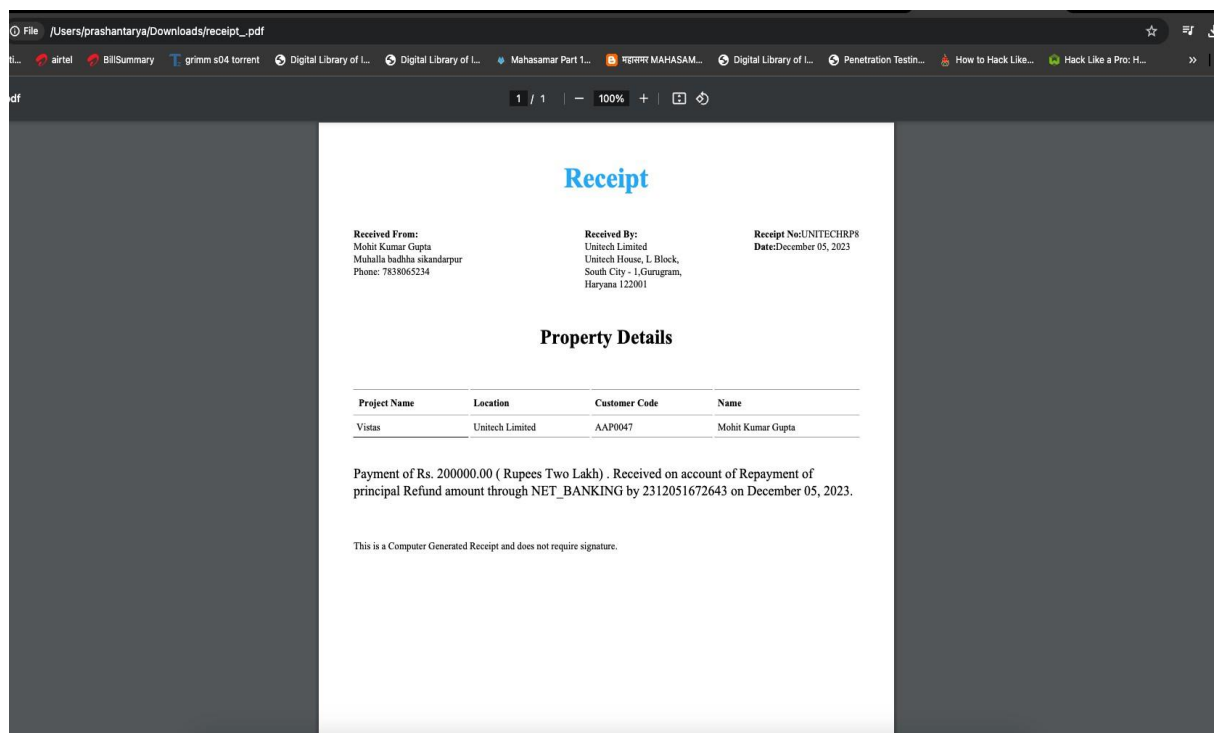 File /Users/prashantarya/Downloads/receipt_.pdf
ti... airtel BillSummary grimm s04 torrent Digital Library of I... Digital Library of I... Mahasamar Part 1... महासमर MAHASAM... Digital Library of I... Penetration Testin... How to Hack Like... Hack Like a Pro: H... »
df 1 / 1 − 100% +
Receipt
Received From:
Mohit Kumar Gupta
Muhalla badhha sikandarpur
Phone: 7838065234
Received By:
Unitech Limited
Unitech House, L Block,
South City - 1,Gurugram,
Haryana 122001
Receipt No:UNITECHRP8
Date:December 05, 2023
Property Details
Project Name Location Customer Code Name
Vistas Unitech Limited AAP0047 Mohit Kumar Gupta
Payment of Rs. 200000.00 ( Rupees Two Lakh) . Received on account of Repayment of
principal Refund amount through NET_BANKING by 2312051672643 on December 05, 2023.
This is a Computer Generated Receipt and does not require signature.